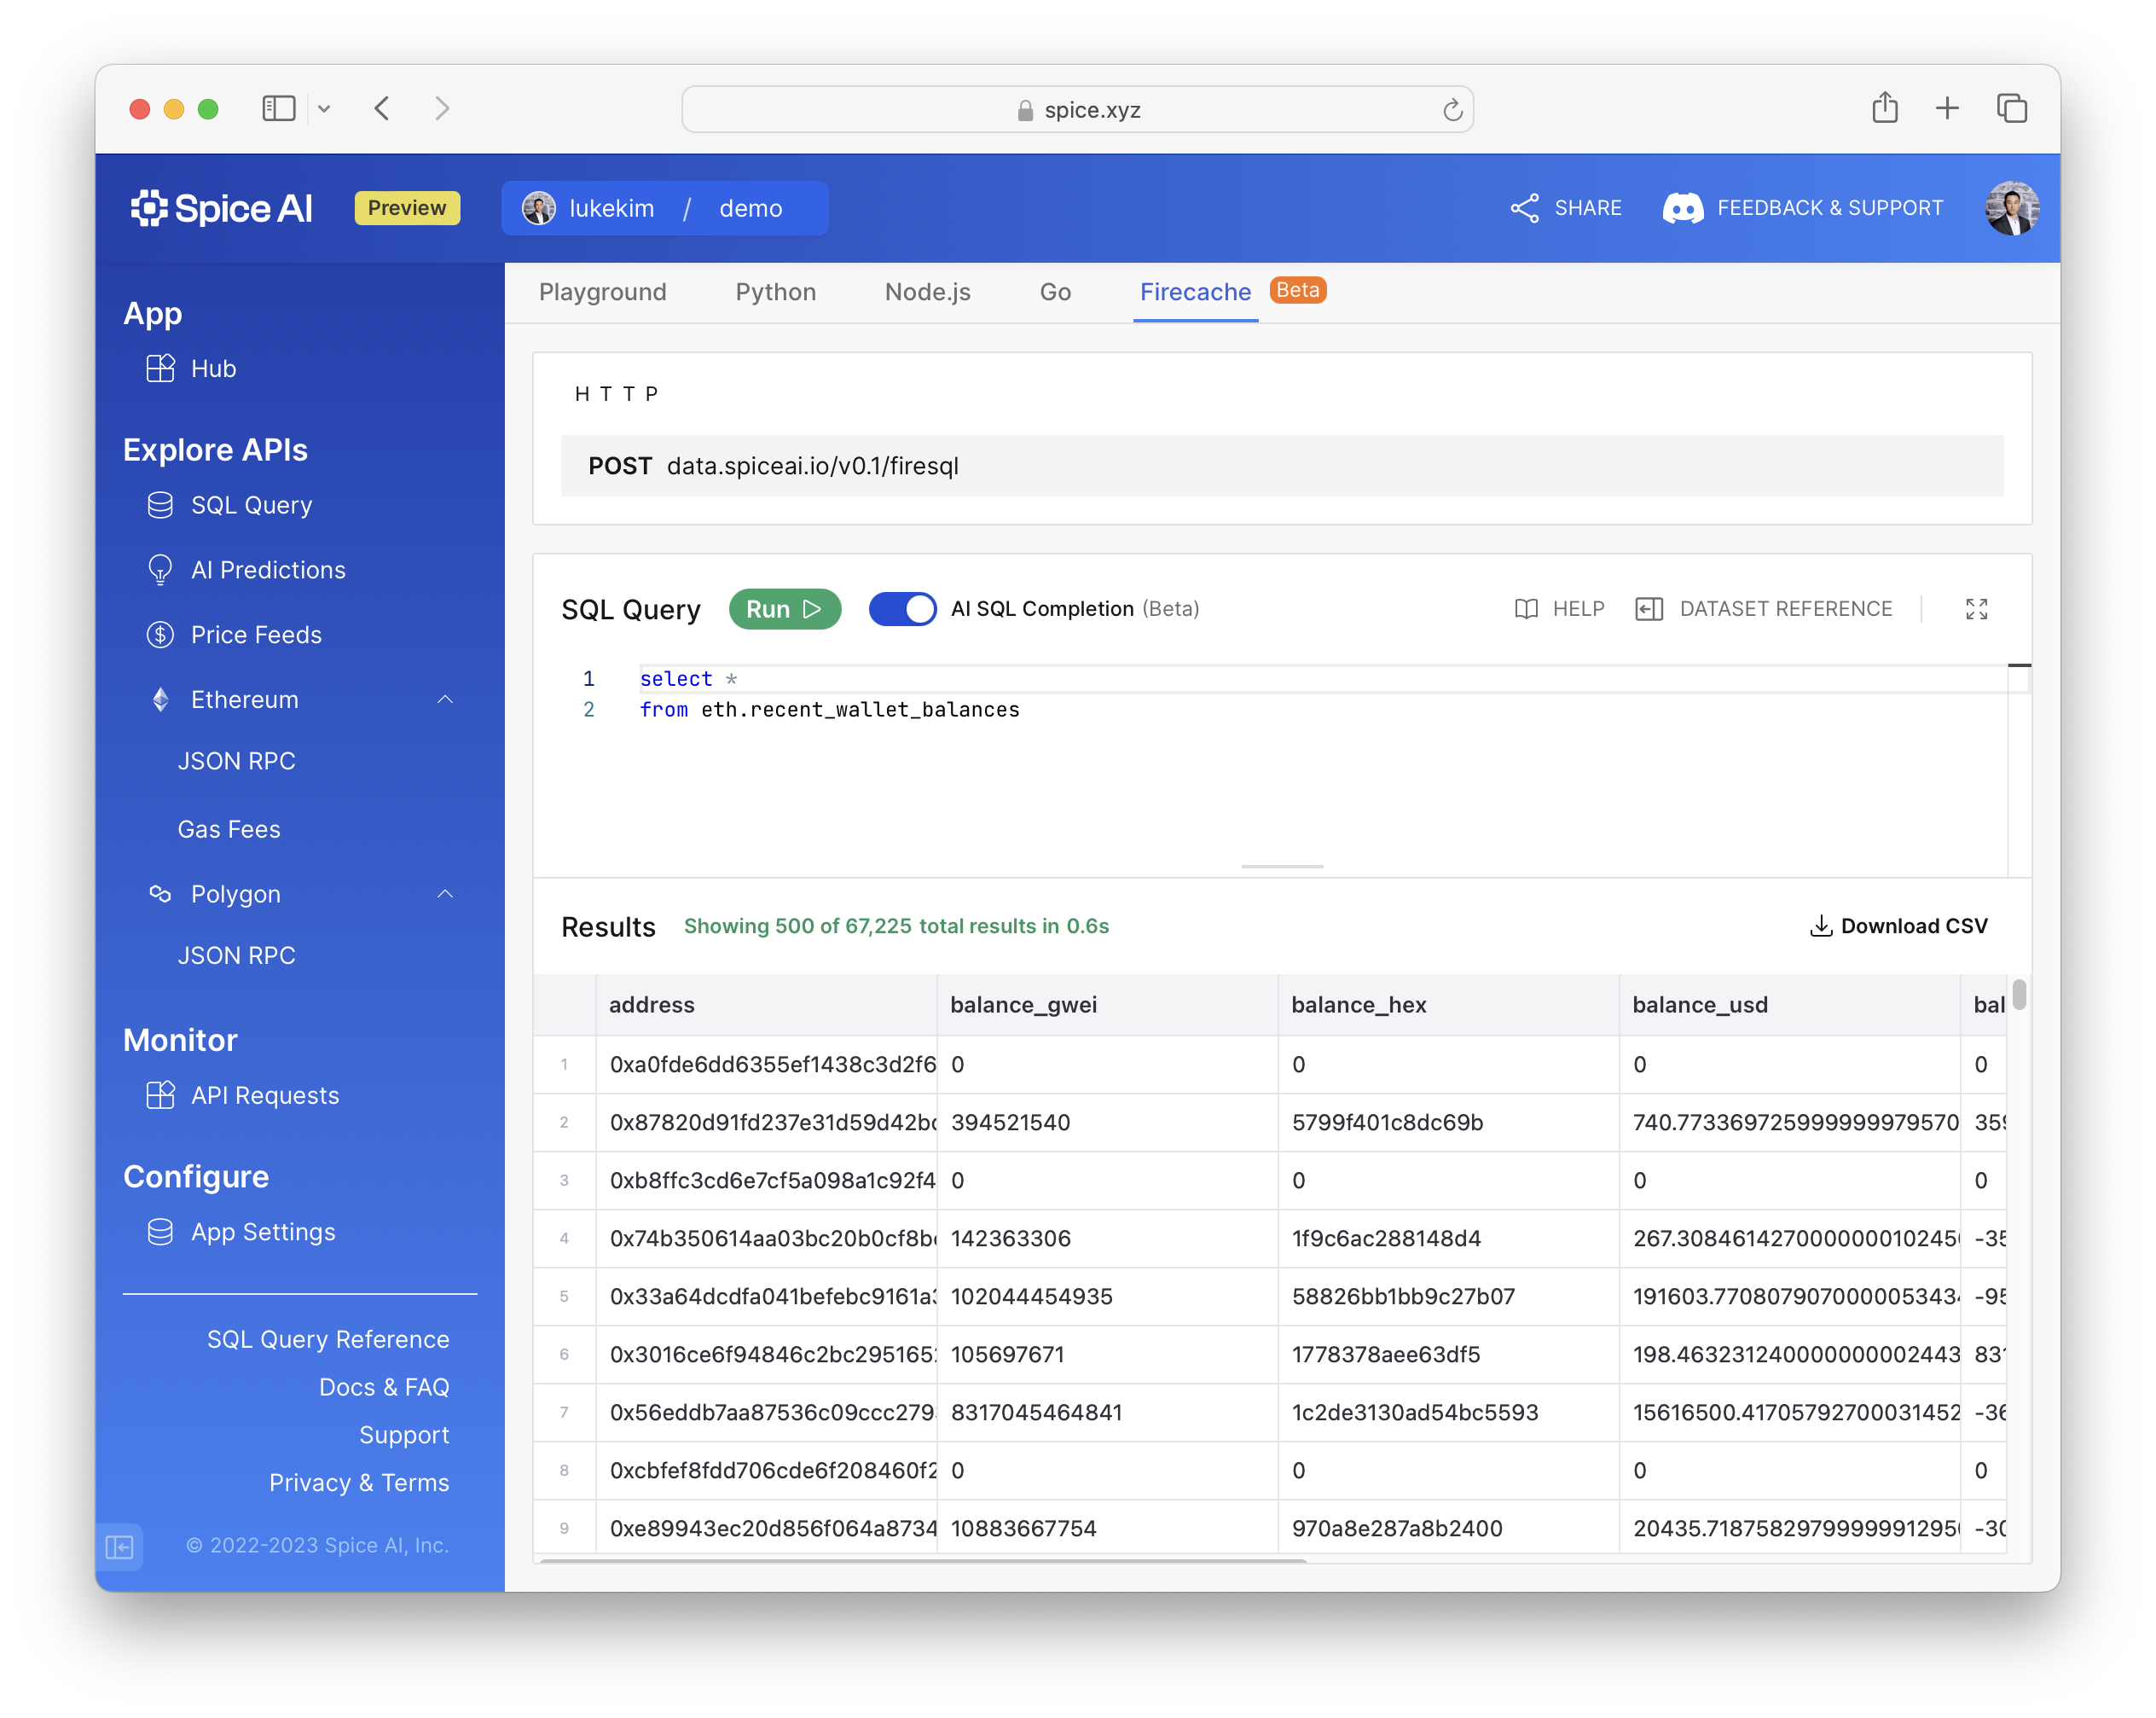 spice.xyz
Spice AI
Preview
lukekim / demo
SHARE
FEEDBACK & SUPPORT
App
Hub
Explore APIs
SQL Query
AI Predictions
Price Feeds
Ethereum
JSON RPC
Gas Fees
Polygon
JSON RPC
Monitor
API Requests
Configure
App Settings
SQL Query Reference
Docs & FAQ
Support
Privacy & Terms
© 2022-2023 Spice AI, Inc.
Playground Python Node.js Go Firecache Beta
HTTP
POST data.spiceai.io/v0.1/firesql
SQL Query Run AI SQL Completion (Beta) HELP DATASET REFERENCE
1 select *
2 from eth.recent_wallet_balances
Results Showing 500 of 67,225 total results in 0.6s Download CSV
address balance_gwei balance_hex balance_usd bal
1 0xa0fde6dd6355ef1438c3d2f6 0 0 0 0
2 0x87820d91fd237e31d59d42b 394521540 5799f401c8dc69b 740.7733697259999999979570 35
3 0xb8ffc3cd6e7cf5a098a1c92f4 0 0 0 0
4 0x74b350614aa03bc20b0cf8b 142363306 1f9c6ac288148d4 267.308461427000000010245 -35
5 0x33a64dcdfa041befebc9161a 102044454935 58826bb1bb9c27b07 191603.7708079070000053434 -95
6 0x3016ce6f94846c2bc295165 105697671 1778378aee63df5 198.4632312400000000002443 83
7 0x56eddb7aa87536c09ccc279 8317045464841 1c2de3130ad54bc5593 15616500.41705792700031452 -36
8 0xcbfef8fdd706cde6f208460f2 0 0 0 0
9 0xe89943ec20d856f064a8734 10883667754 970a8e287a8b2400 20435.71875829799999912950 -30